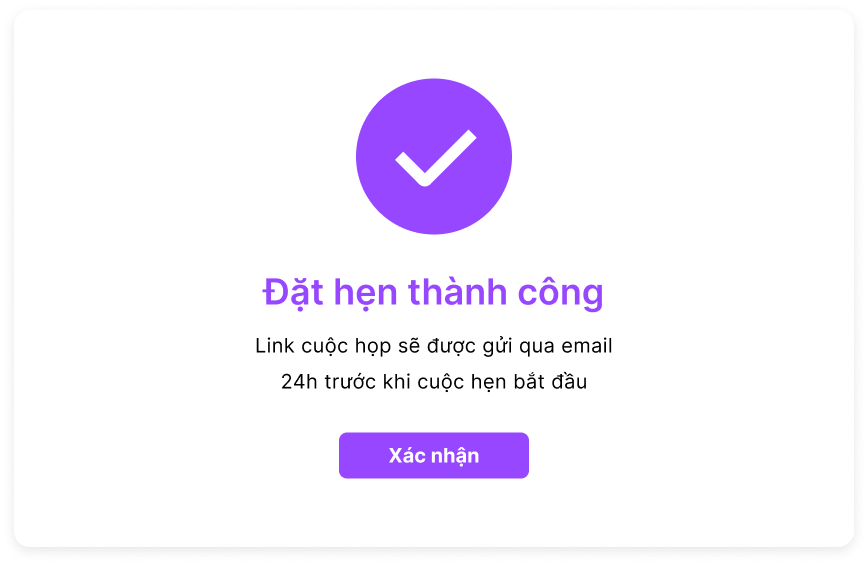 Đặt hẹn thành công
Link cuộc họp sẽ được gửi qua email
24h trước khi cuộc hẹn bắt đầu
Xác nhận